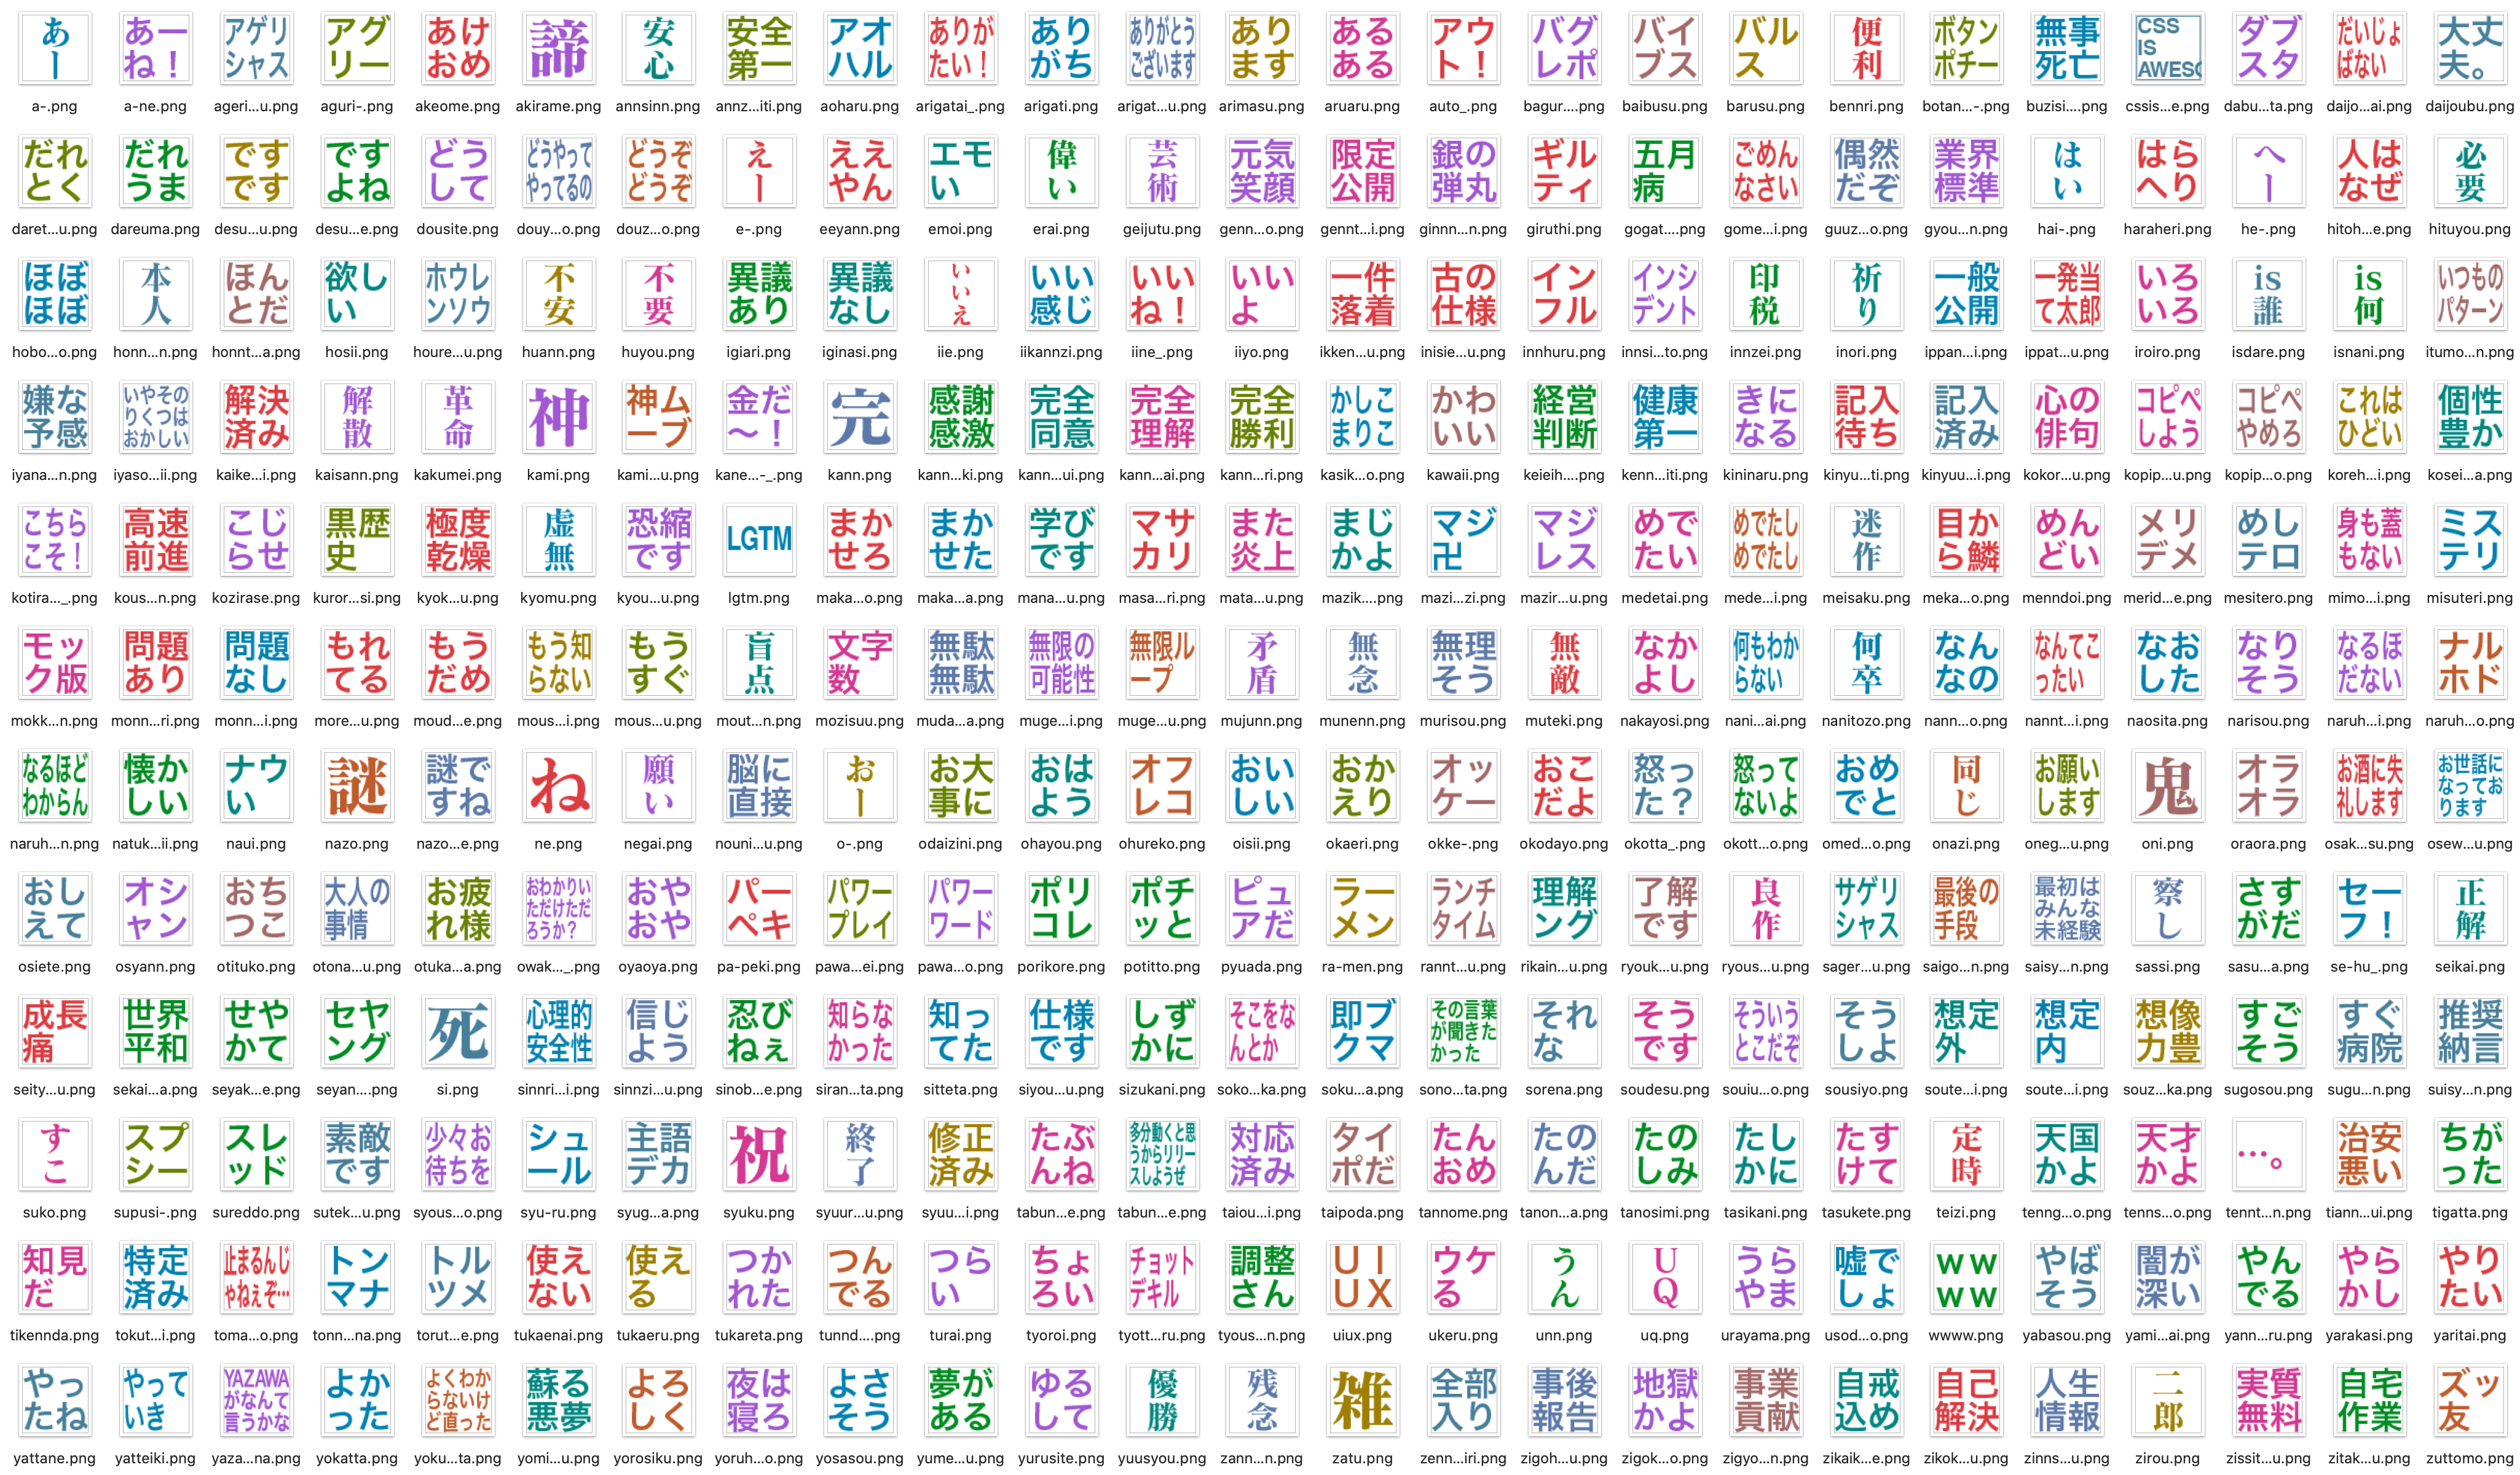 あー あーね！ アゲリシャス アグリー あけおめ 諦 安心 安全第一 アオハル ありがたい！ ありがち ありがとうございます あります あるある アウト！ バグレポ バイブス バルス 便利 ボタンポチー 無事死亡 CSS IS AWES ダブスタ だいじょばない 大丈夫。
a-.png a-ne.png ageri...u.png aguri-.png akeome.png akirame.png annsinn.png annz...iti.png aoharu.png arigatai_.png arigati.png arigat...u.png arimasu.png aruaru.png auto_.png bagur....png baibusu.png barusu.png bennri.png botan...-.png buzisi....png cssis...e.png dabu...ta.png daijo...ai.png daijoubu.png
だれとく だれうま ですです ですよね どうして どうやってやってるの どうぞどうぞ えー ええやん エモい 偉い 芸術 元気笑顔 限定公開 銀の弾丸 ギルティ 五月病 ごめんなさい 偶然だぞ 業界標準 はい はらへり へー 人はなぜ 必要
daret...u.png dareuma.png desu...u.png desu...e.png dousite.png douy...o.png douz...o.png e-.png eeyann.png emoi.png erai.png geijutu.png genn...o.png gennt...i.png ginnn...n.png giruthi.png gogat....png gome...i.png guuz...o.png gyou...n.png hai-.png haraheri.png he-.png hitoh...e.png hituyou.png
ほぼほぼ 本人 ほんとだ 欲しい ホウレンソウ 不安 不要 異議あり 異議なし いいえ いい感じ いいね！ いいよ 一件落着 古の仕様 インフル インシデント 印税 祈り 一般公開 一発当て太郎 いろいろ is誰 is何 いつものパターン
hobo...o.png honn...n.png honnt...a.png hosii.png houre...u.png huann.png huyou.png igiari.png iginasi.png iie.png iikannzi.png iine_.png iiyo.png ikken...u.png inisie...u.png innhuru.png innsi...to.png innzei.png inori.png ippan...i.png ippat...u.png iroiro.png isdare.png isnani.png itumo...n.png
嫌な予感 いやそのりくつはおかしい 解決済み 解散 革命 神 神ムーブ 金だ～！ 完 感謝感激 完全同意 完全理解 完全勝利 かしこまりこ かわいい 経営判断 健康第一 きになる 記入待ち 記入済み 心の俳句 コピペしよう コピペやめろ これはひどい 個性豊か
iyana...n.png iyaso...ii.png kaike...i.png kaisann.png kakumei.png kami.png kami...u.png kane...-_.png kann.png kann...ki.png kann...ui.png kann...ai.png kann...ri.png kasik...o.png kawaii.png keieih....png kenn...iti.png kininaru.png kinyu...ti.png kinyuu...i.png kokor...u.png kopip...u.png kopip...o.png koreh...i.png kosei...a.png
こちらこそ！ 高速前進 こじらせ 黒歴史 極度乾燥 虚無 恐縮です LGTM まかせろ まかせた 学びです マサカリ また炎上 まじかよ マジ卍 マジレス めでたい めでたしめでたし 迷作 目から鱗 めんどい メリデメ めしテロ 身も蓋もない ミステリ
kotira..._.png kous...n.png kozirase.png kuror...si.png kyok...u.png kyomu.png kyou...u.png lgtm.png maka...o.png maka...a.png mana...u.png masa...ri.png mata...u.png mazik....png mazi...zi.png mazir...u.png medetai.png mede...i.png meisaku.png meka...o.png menndoi.png merid...e.png mesitero.png mimo...i.png misuteri.png
モック版 問題あり 問題なし もれてる もうだめ もう知らない もうすぐ 盲点 文字数 無駄無駄 無限の可能性 無限ループ 矛盾 無念 無理そう 無敵 なかよし 何もわからない 何卒 なんなの なんてこったい なおした なりそう なるほだない ナルホド
mokk...n.png monn...ri.png monn...i.png more...u.png moud...e.png mous...i.png mous...u.png mout...n.png mozisuu.png muda...a.png muge...i.png muge...u.png mujunn.png munenn.png murisou.png muteki.png nakayosi.png nani...ai.png nanitozo.png nann...o.png nannt...i.png naosita.png narisou.png naruh...i.png naruh...o.png
なるほどわからん 懐かしい ナウい 謎 謎ですね ね 願い 脳に直接 おー お大事に おはよう オフレコ おいしい おかえり オッケー おこだよ 怒った？ 怒ってないよ おめでと 同じ お願いします 鬼 オラオラ お酒に失礼します お世話になっております
naruh...n.png natuk...ii.png naui.png nazo.png nazo...e.png ne.png negai.png nouni...u.png o-.png odaizini.png ohayou.png ohureko.png oisii.png okaeri.png okke-.png okodayo.png okotta_.png okott...o.png omed...o.png onazi.png oneg...u.png oni.png oraora.png osak...su.png osew...u.png
おしえて オシャン おちつこ 大人の事情 お疲れ様 おわかりいただけただろうか？ おやおや パーペキ パワープレイ パワーワード ポリコレ ポチッと ピュアだ ラーメン ランチタイム 理解ング 了解です 良作 サゲリシャス 最後の手段 最初はみんな未経験 察し さすがだ セーフ！ 正解
osiete.png osyann.png otituko.png otona...u.png otuka...a.png owak..._.png oyaoya.png pa-peki.png pawa...ei.png pawa...o.png porikore.png potitto.png pyuada.png ra-men.png rannt...u.png rikain...u.png ryouk...u.png ryous...u.png sager...u.png saigo...n.png saisy...n.png sassi.png sasu...a.png se-hu_.png seikai.png
成長痛 世界平和 せやかて セヤング 死 心理的安全性 信じよう 忍びねぇ 知らなかった 知ってた 仕様です しずかに そこをなんとか 即ブクマ その言葉が聞きたかった それな そうです そういうとこだぞ そうしよ 想定外 想定内 想像力豊 すごそう すぐ病院 推奨納言
seity...u.png sekai...a.png seyak...e.png seyan....png si.png sinnri...i.png sinnzi...u.png sinob...e.png siran...ta.png sitteta.png siyou...u.png sizukani.png soko...ka.png soku...a.png sono...ta.png sorena.png soudesu.png souiu...o.png sousiyo.png soute...i.png soute...i.png souz...ka.png sugosou.png sugu...n.png suisy...n.png
すこ スプシー スレッド 素敵です 少々お待ちを シュール 主語デカ 祝 終了 修正済み たぶんね 多分動くと思うからリリースしようぜ 対応済み タイポだ たんおめ たのんだ たのしみ たしかに たすけて 定時 天国かよ 天才かよ …。 治安悪い ちがった
suko.png supusi-.png sureddo.png sutek...u.png syous...o.png syu-ru.png syug...a.png syuku.png syuur...u.png syuu...i.png tabun...e.png tabun...e.png taiou...i.png taipoda.png tannome.png tanon...a.png tanosimi.png tasikani.png tasukete.png teizi.png tenng...o.png tenns...o.png tennt...n.png tiann...ui.png tigatta.png
知見だ 特定済み 止まるんじゃねえぞ… トンマナ トルツメ 使えない 使える つかれた つんでる つらい ちょろい チョットデキル 調整さん UIUX ウケる うん UQ うらやま 嘘でしょ wwww やばそう 闇が深い やんでる やらかし やりたい
tikennda.png tokut...i.png toma...o.png tonn...na.png torut...e.png tukaenai.png tukaeru.png tukareta.png tunnd....png turai.png tyoroi.png tyott...ru.png tyous...n.png uiux.png ukeru.png unn.png uq.png urayama.png usod...o.png wwww.png yabasou.png yami...ai.png yann...ru.png yarakasi.png yaritai.png
やったね やっていき YAZAWAがなんて言うかな よかった よくわからないけど直った 蘇る悪夢 よろしく 夜は寝ろ よさそう 夢がある ゆるして 優勝 残念 雑 全部入り 事後報告 地獄かよ 事業貢献 自戒込め 自己解決 人生情報 二郎 実質無料 自宅作業 ズッ友
yattane.png yatteiki.png yaza...na.png yokatta.png yoku...ta.png yomi...u.png yorosiku.png yoruh...o.png yosasou.png yume...u.png yurusite.png yuusyou.png zann...n.png zatu.png zenn...iri.png zigoh...u.png zigok...o.png zigyo...n.png zikaik...e.png zikok...u.png zinns...u.png zirou.png zissit...u.png zitak...u.png zuttomo.png